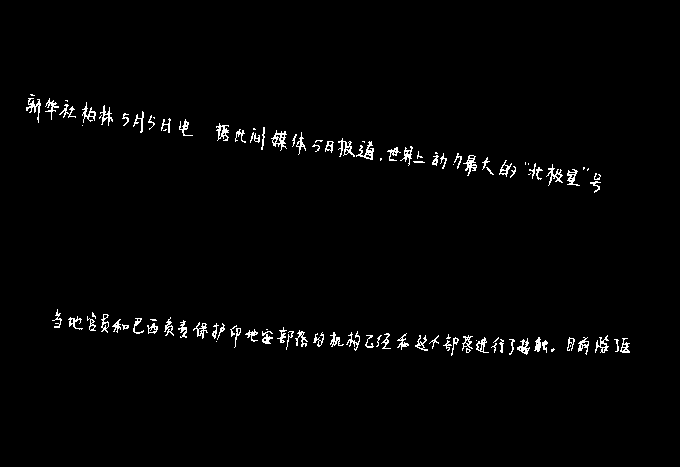 新华社柏林5月5日电 据此间媒体5日报道,世界上动力最大的“北极星”号
当地官员和巴西负责保护印地安部落的机构已经和这个部落进行了接触。目前除了医